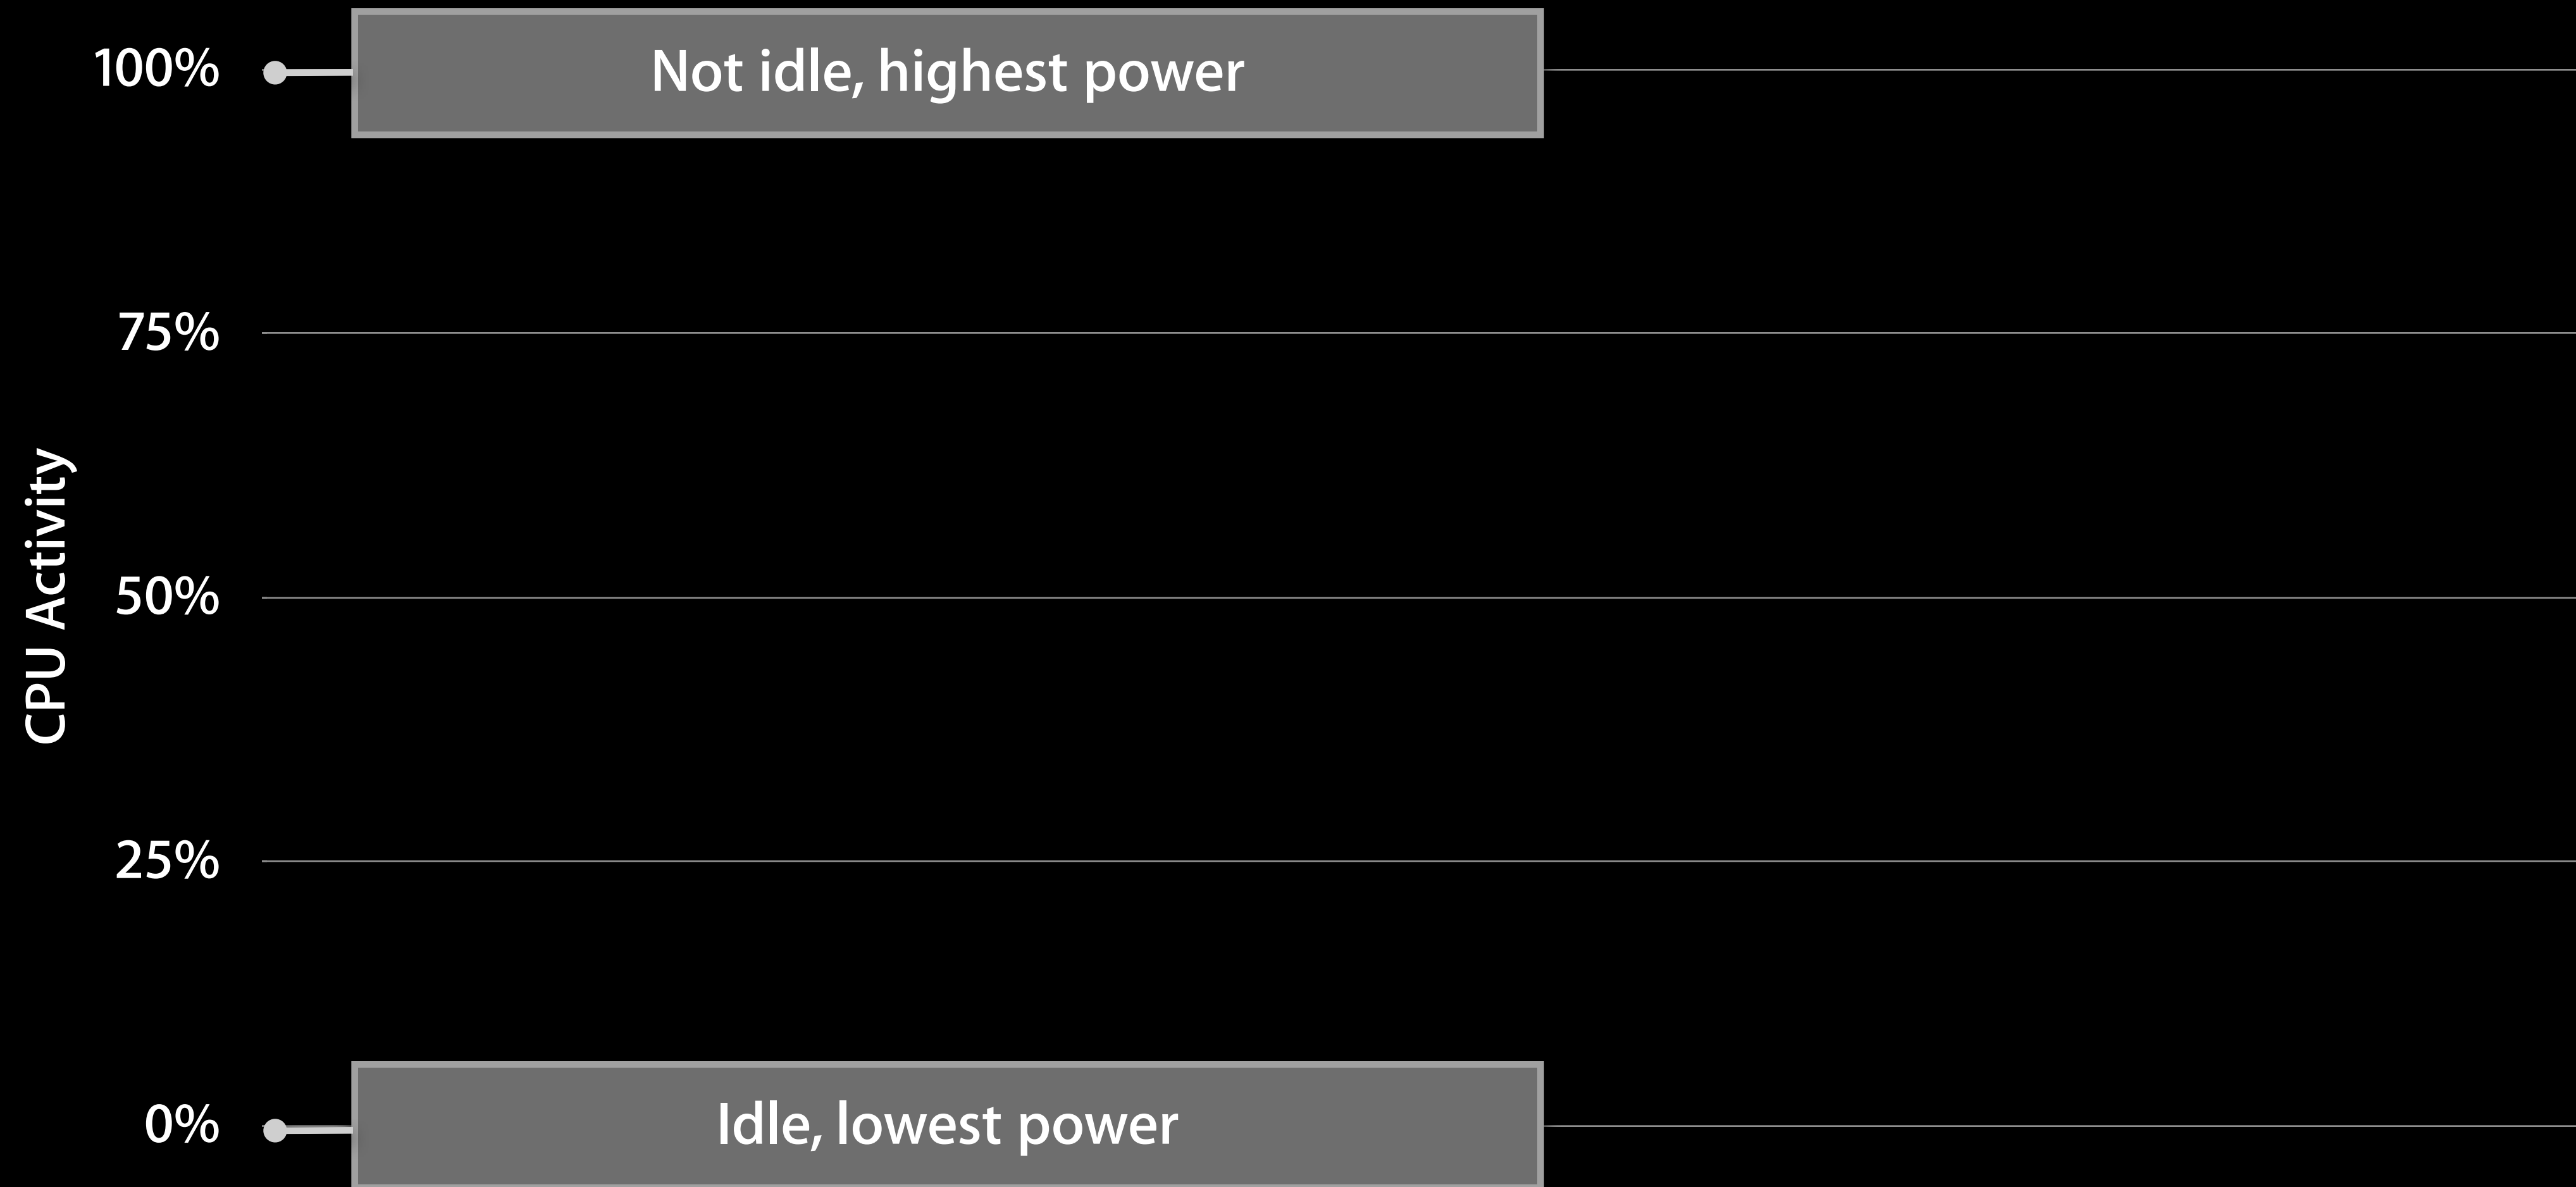 100%
Not idle, highest power
75%
CPU Activity
50%
25%
0%
Idle, lowest power